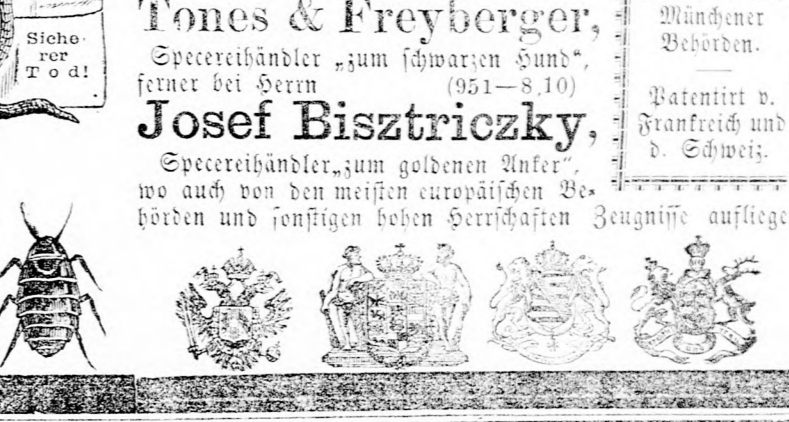 Tones & Freyberger,
Specereihändler „zum schwarzen Hund“,
ferner bei Herrn (951—8,10)
Josef Bisztriczky,
Specereihändler „zum goldenen Anker“,
wo auch von den meisten europäischen Be-
hörden und sonstigen hohen Herrschaften Zeugnisse aufliege
Siche-
rer
Tod!
Münchener
Behörden.
Patentirt v.
Frankreich und
d. Schweiz.